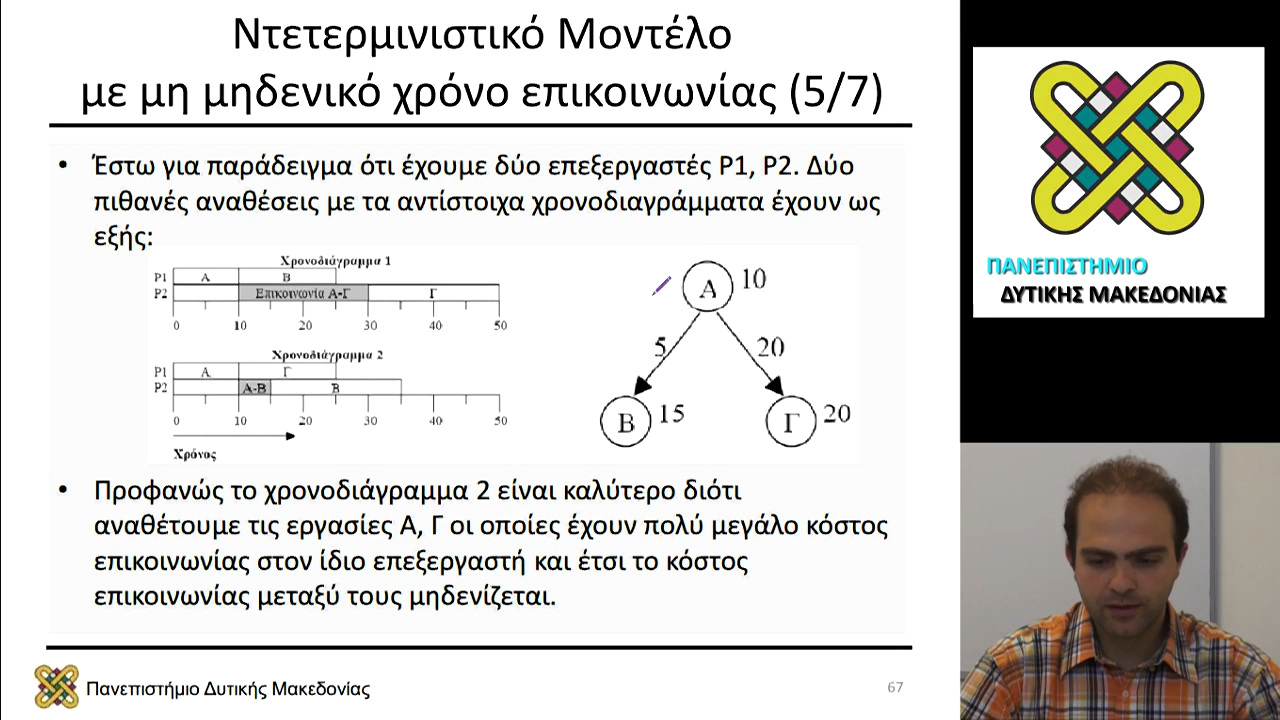 Ντετερμινιστικό Μοντέλο
με μη μηδενικό χρόνο επικοινωνίας (5/7)
• Έστω για παράδειγμα ότι έχουμε δύο επεξεργαστές P1, P2. Δύο
πιθανές αναθέσεις με τα αντίστοιχα χρονοδιαγράμματα έχουν ως
εξής:
Χρονοδιάγραμμα 1
P1 Α Β
P2 Επικοινωνία Α-Γ Γ
0 10 20 30 40 50
Χρονοδιάγραμμα 2
P1 Α Γ
P2 Α-Β Β
0 10 20 30 40 50
Χρόνος
Α 10
5 20
Β 15 Γ 20
• Προφανώς το χρονοδιάγραμμα 2 είναι καλύτερο διότι
αναθέτουμε τις εργασίες Α, Γ οι οποίες έχουν πολύ μεγάλο κόστος
επικοινωνίας στον ίδιο επεξεργαστή και έτσι το κόστος
επικοινωνίας μεταξύ τους μηδενίζεται.
Πανεπιστήμιο Δυτικής Μακεδονίας
67
ΠΑΝΕΠΙΣΤΗΜΙΟ
ΔΥΤΙΚΗΣ ΜΑΚΕΔΟΝΙΑΣ